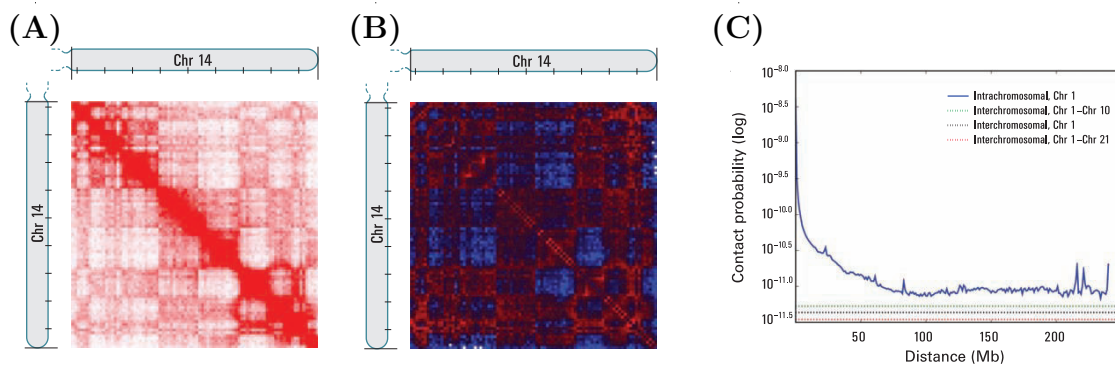 (A)
Chr 14
Chr 14
(B)
Chr 14
Chr 14
(C)
10−8.0
10−8.5
10−9.0
10−9.5
10−10.0
10−10.5
10−11.0
10−11.5
Contact probability (log)
Intrachromosomal, Chr 1
Interchromosomal, Chr 1–Chr 10
Interchromosomal, Chr 1
Interchromosomal, Chr 1–Chr 21
50
100
150
200
Distance (Mb)